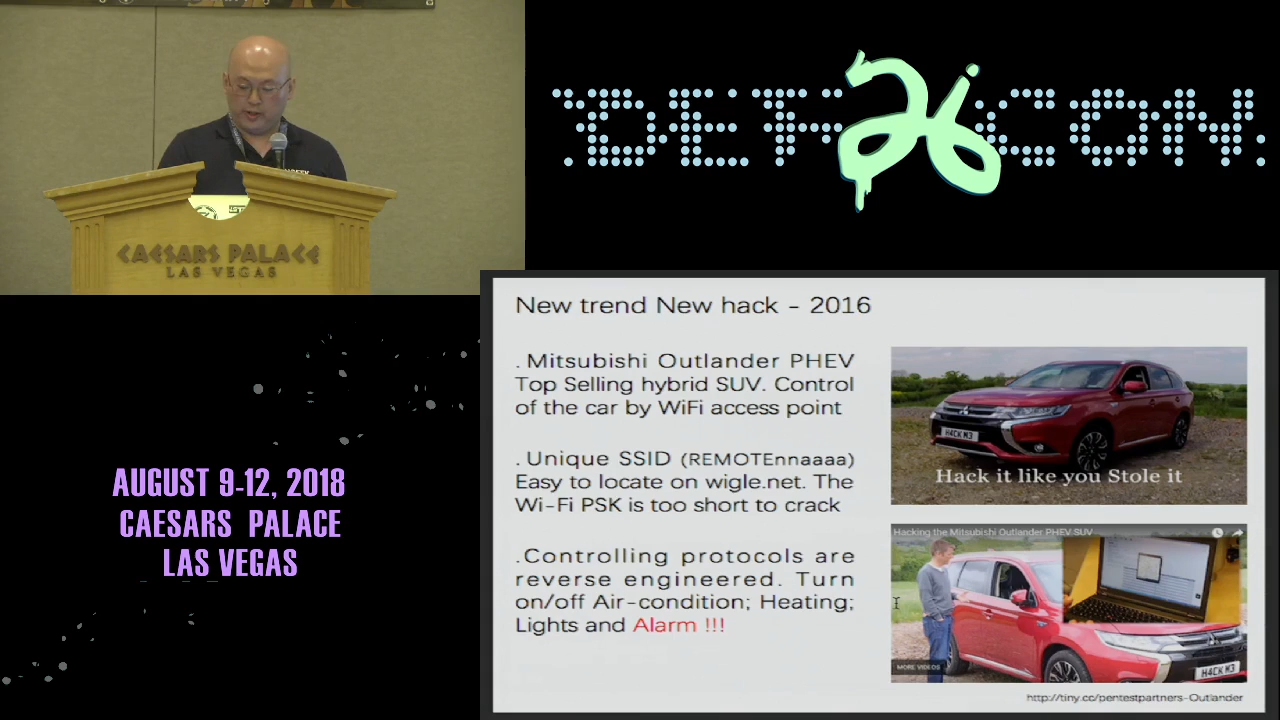 CAESARS PALACE
LAS VEGAS
DEF 26 CON
AUGUST 9-12, 2018
CAESARS PALACE
LAS VEGAS
New trend New hack - 2016
. Mitsubishi Outlander PHEV
Top Selling hybrid SUV. Control
of the car by WiFi access point
. Unique SSID (REMOTEnnaaaa)
Easy to locate on wigle.net. The
Wi-Fi PSK is too short to crack
.Controlling protocols are
reverse engineered. Turn
on/off Air-condition; Heating;
Lights and Alarm !!!
H4CK M3
Hack it like you Stole it
Hacking the Mitsubishi Outlander PHEV SUV
MORE VIDEOS
H4CK M3
http://tiny.cc/pentestpartners-Outlander